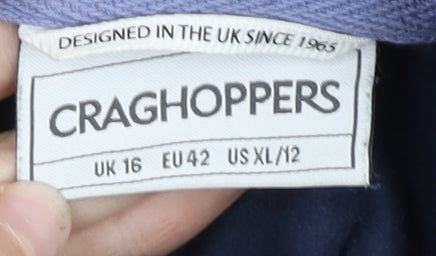 DESIGNED IN THE UK SINCE 1965
CRAGHOPPERS
UK 16 EU 42 US XL/12